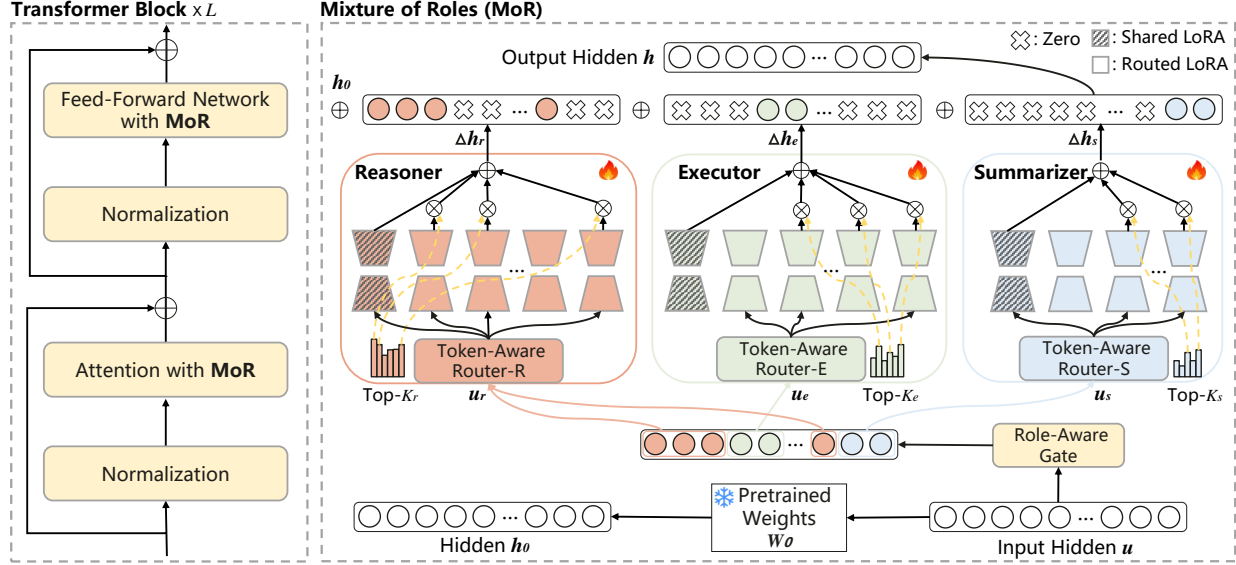 Transformer Block x L
Feed-Forward Network
with MoR
Normalization
Attention with MoR
Normalization
Mixture of Roles (MoR)
Output Hidden h
: Zero
: Shared LoRA
: Routed LoRA
h0
⊕
...
⊕
...
⊕
...
Δhr
Δhe
Δhs
Reasoner
...
Token-Aware
Router-R
Top-Kr
ur
Executor
...
Token-Aware
Router-E
Top-Ke
ue
Summarizer
...
Token-Aware
Router-S
Top-Ks
us
...
Role-Aware
Gate
...
Hidden h0
Pretrained
Weights
W0
...
Input Hidden u